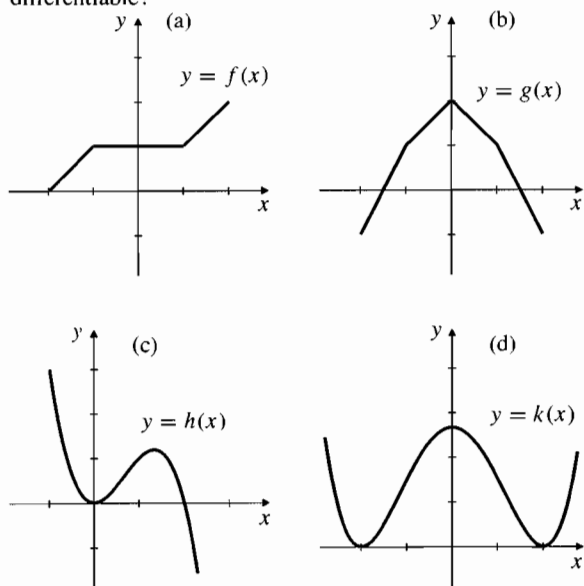 differentiable?
y (a)
y = f(x)
x
y (b)
y = g(x)
x
y (c)
y = h(x)
x
y (d)
y = k(x)
x